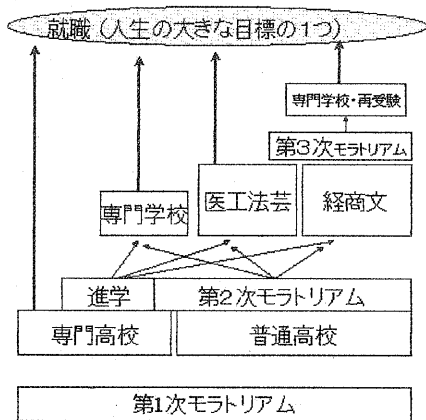 就職（人生の大きな目標の１つ）
専門学校・再受験
第３次モラトリアム
専門学校
医工法芸
経商文
進学
第２次モラトリアム
専門高校
普通高校
第１次モラトリアム